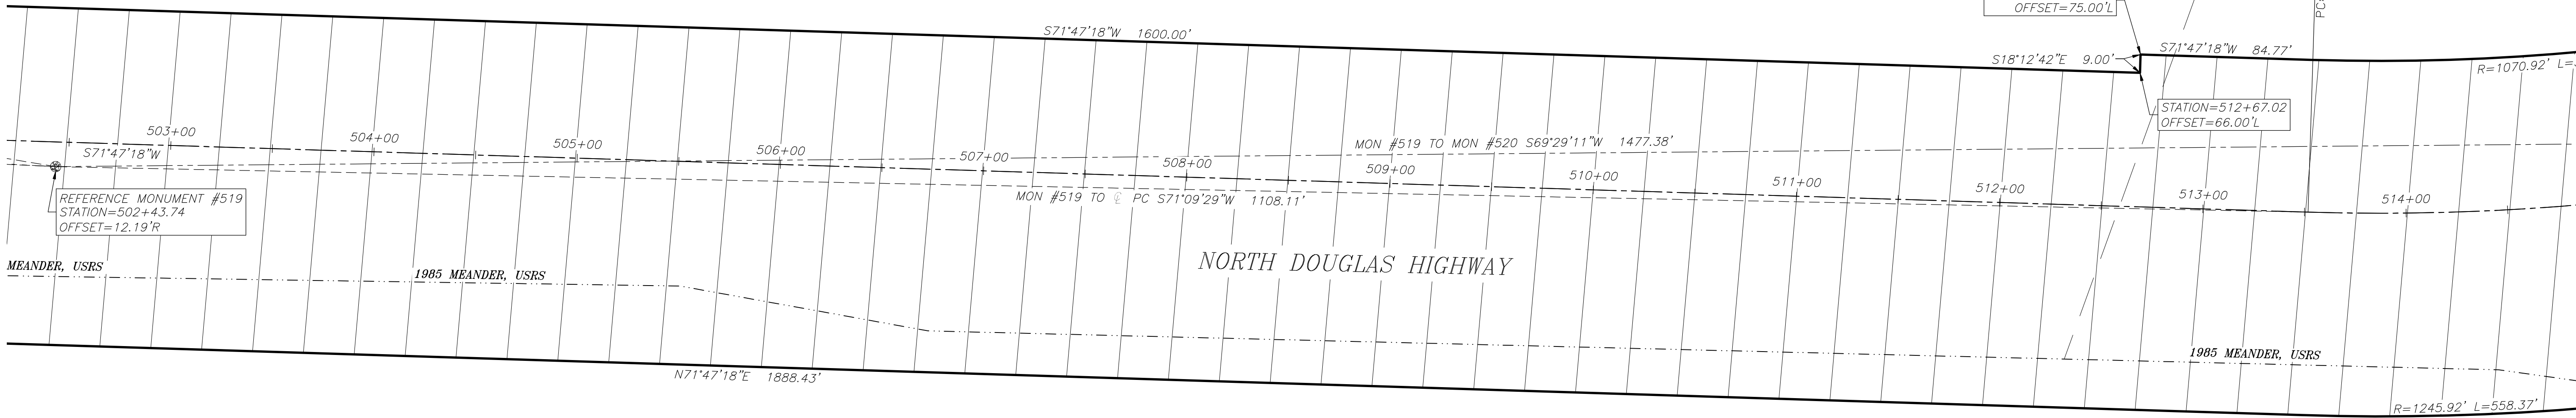 OFFSET=75.00'L
PC=
S71°47'18"W 1600.00'
S18°12'42"E 9.00'
S71°47'18"W 84.77'
R=1070.92' L=
STATION=512+67.02
OFFSET=66.00'L
503+00
504+00
505+00
506+00
507+00
508+00
509+00
510+00
511+00
512+00
513+00
514+00
S71°47'18"W
MON #519 TO MON #520 S69°29'11"W 1477.38'
MON #519 TO ℄ PC S71°09'29"W 1108.11'
REFERENCE MONUMENT #519
STATION=502+43.74
OFFSET=12.19'R
NORTH DOUGLAS HIGHWAY
MEANDER, USRS
1985 MEANDER, USRS
1985 MEANDER, USRS
N71°47'18"E 1888.43'
R=1245.92' L=558.37'